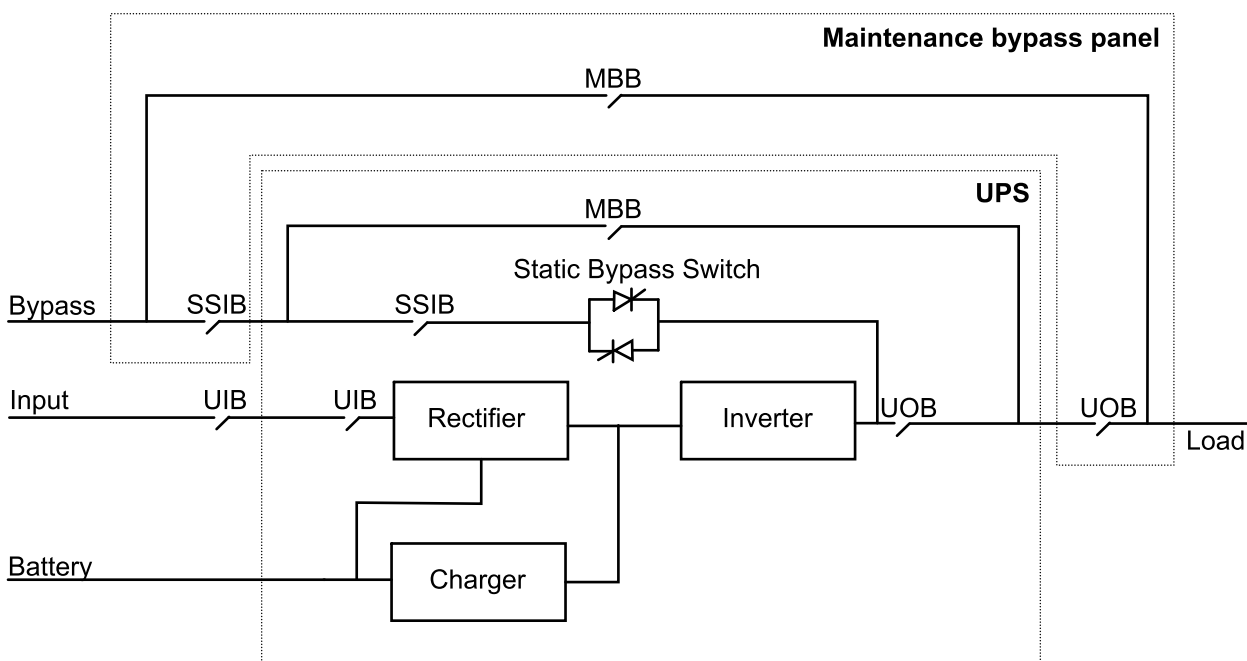 Maintenance bypass panel
MBB
UPS
MBB
Static Bypass Switch
Bypass
SSIB
SSIB
Input
UIB
UIB
Rectifier
Inverter
UOB
UOB
Load
Battery
Charger